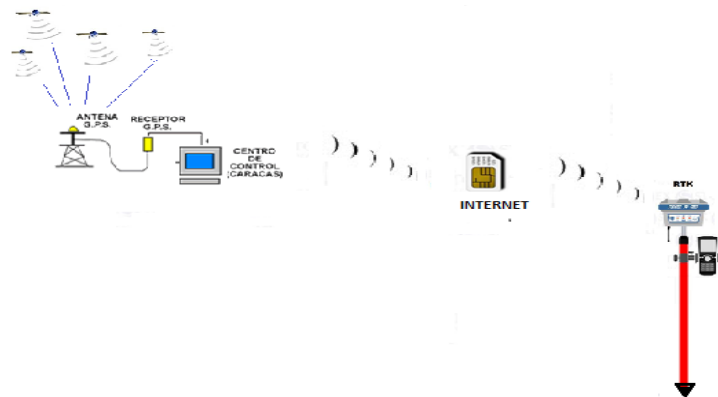 ANTENA
G.P.S.
RECEPTOR
G.P.S.
CENTRO
DE
CONTROL
(CARACAS)
INTERNET
RTK